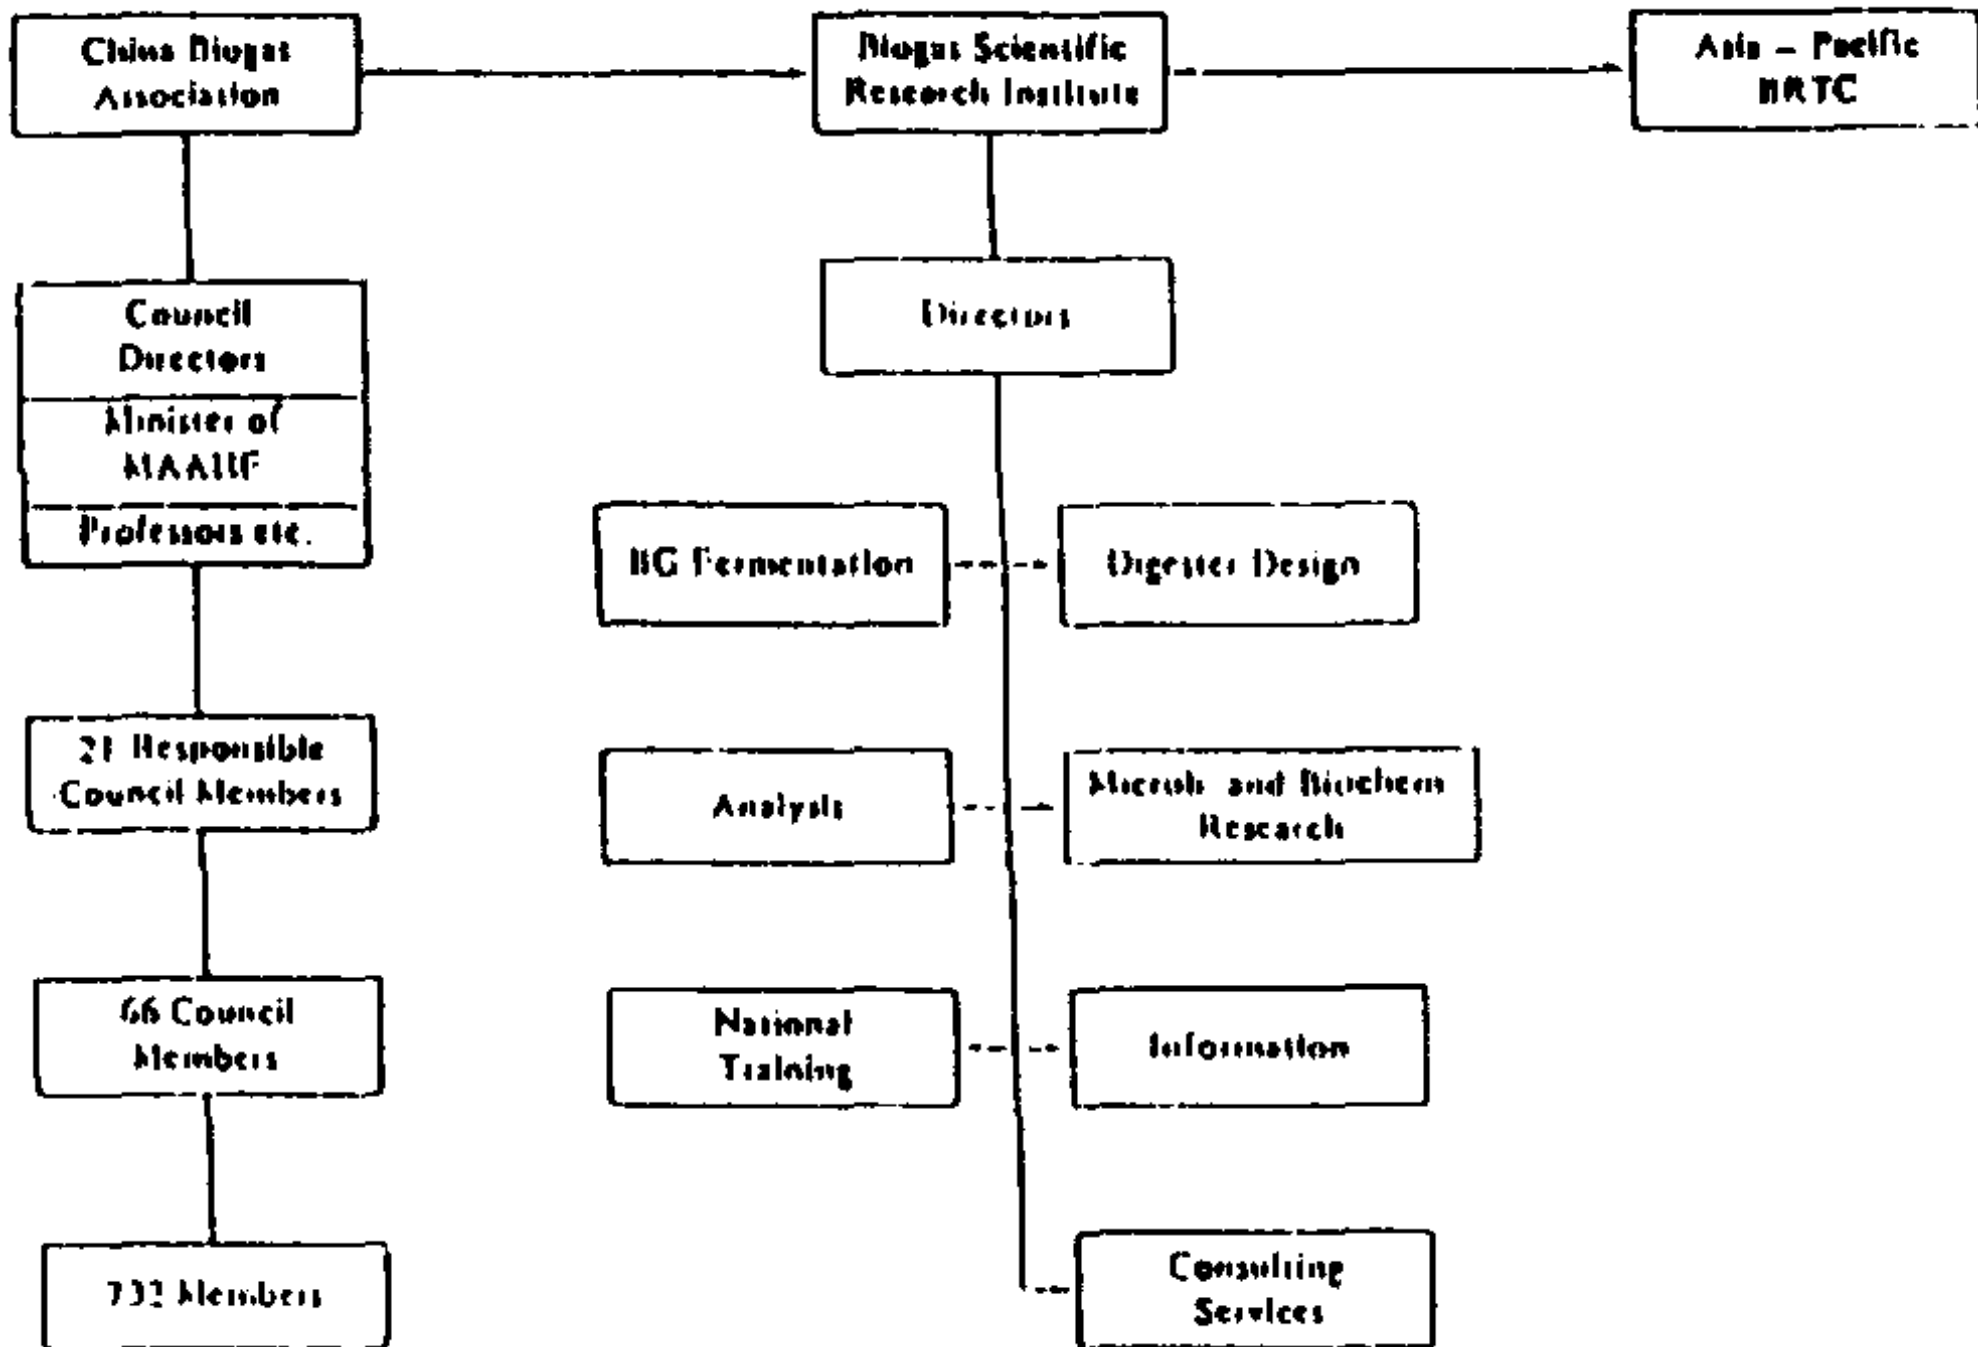 China Biogas
Association
Biogas Scientific
Research Institute
Asia – Pacific
BRTC
Council
Directors
Minister of
MAAHF
Professors etc.
Directors
BG Fermentation
Digester Design
21 Responsible
Council Members
Analysis
Microb. and Biochem
Research
66 Council
Members
National
Training
Information
732 Members
Consulting
Services